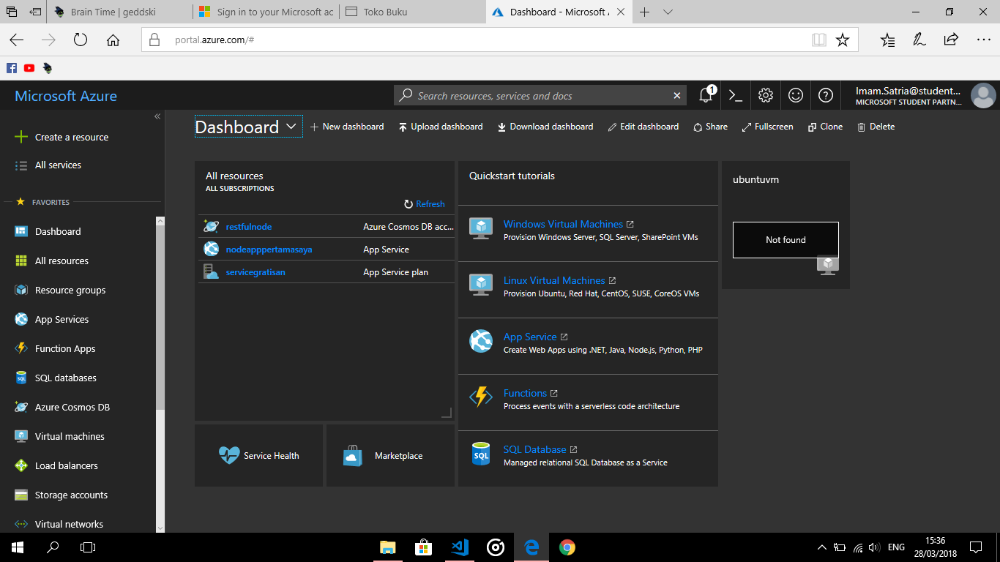 Brain Time | geddski
Sign in to your Microsoft ac
Toko Buku
Dashboard - Microsoft A
portal.azure.com/#
Microsoft Azure
Search resources, services and docs
1
Imam.Satria@student...
MICROSOFT STUDENT PARTN...
Create a resource
All services
FAVORITES
Dashboard
All resources
Resource groups
App Services
Function Apps
SQL databases
Azure Cosmos DB
Virtual machines
Load balancers
Storage accounts
Virtual networks
Dashboard
New dashboard
Upload dashboard
Download dashboard
Edit dashboard
Share
Fullscreen
Clone
Delete
All resources
ALL SUBSCRIPTIONS
Refresh
restfulnode Azure Cosmos DB acc...
nodeapppertamasaya App Service
servicegratisan App Service plan
Service Health
Marketplace
Quickstart tutorials
Windows Virtual Machines
Provision Windows Server, SQL Server, SharePoint VMs
Linux Virtual Machines
Provision Ubuntu, Red Hat, CentOS, SUSE, CoreOS VMs
App Service
Create Web Apps using .NET, Java, Node.js, Python, PHP
Functions
Process events with a serverless code architecture
SQL
SQL Database
Managed relational SQL Database as a Service
ubuntuvm
Not found
ENG
15:36
28/03/2018